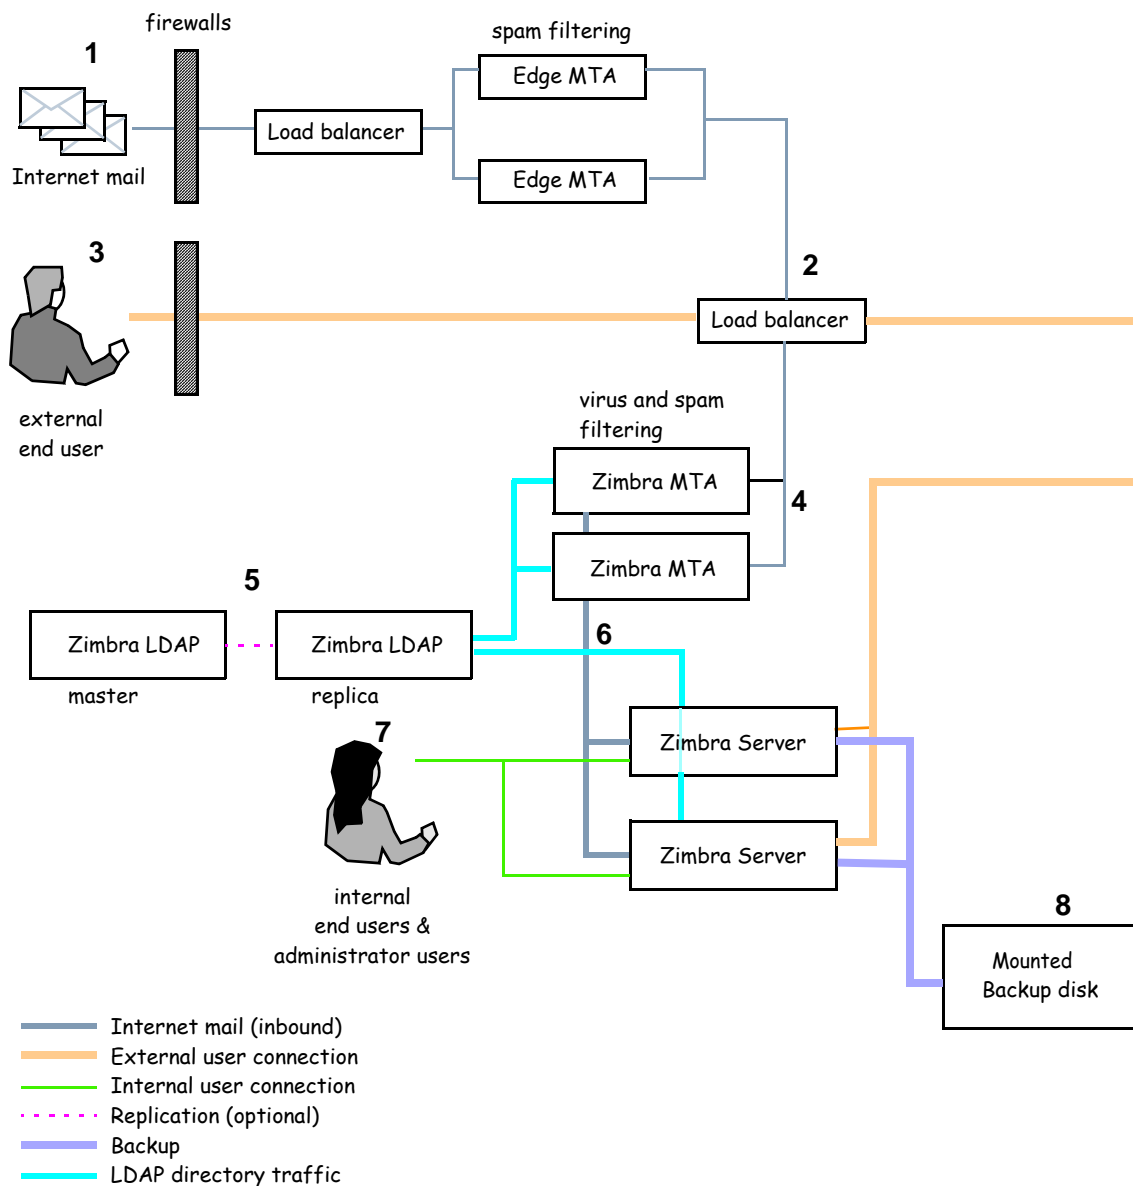 firewalls
1
spam filtering
Edge MTA
Load balancer
Internet mail
Edge MTA
3
2
Load balancer
external
end user
virus and spam
filtering
Zimbra MTA
4
Zimbra MTA
5
6
Zimbra LDAP
Zimbra LDAP
master
replica
7
Zimbra Server
Zimbra Server
internal
end users &
administrator users
8
Mounted
Backup disk
Internet mail (inbound)
External user connection
Internal user connection
Replication (optional)
Backup
LDAP directory traffic